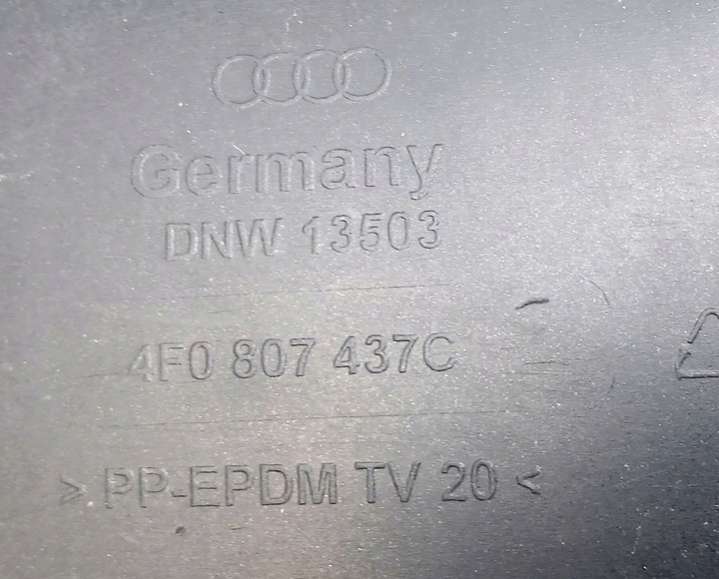 Germany
DNW 13503
4F0 807 437C
> PP-EPDM TV 20 <